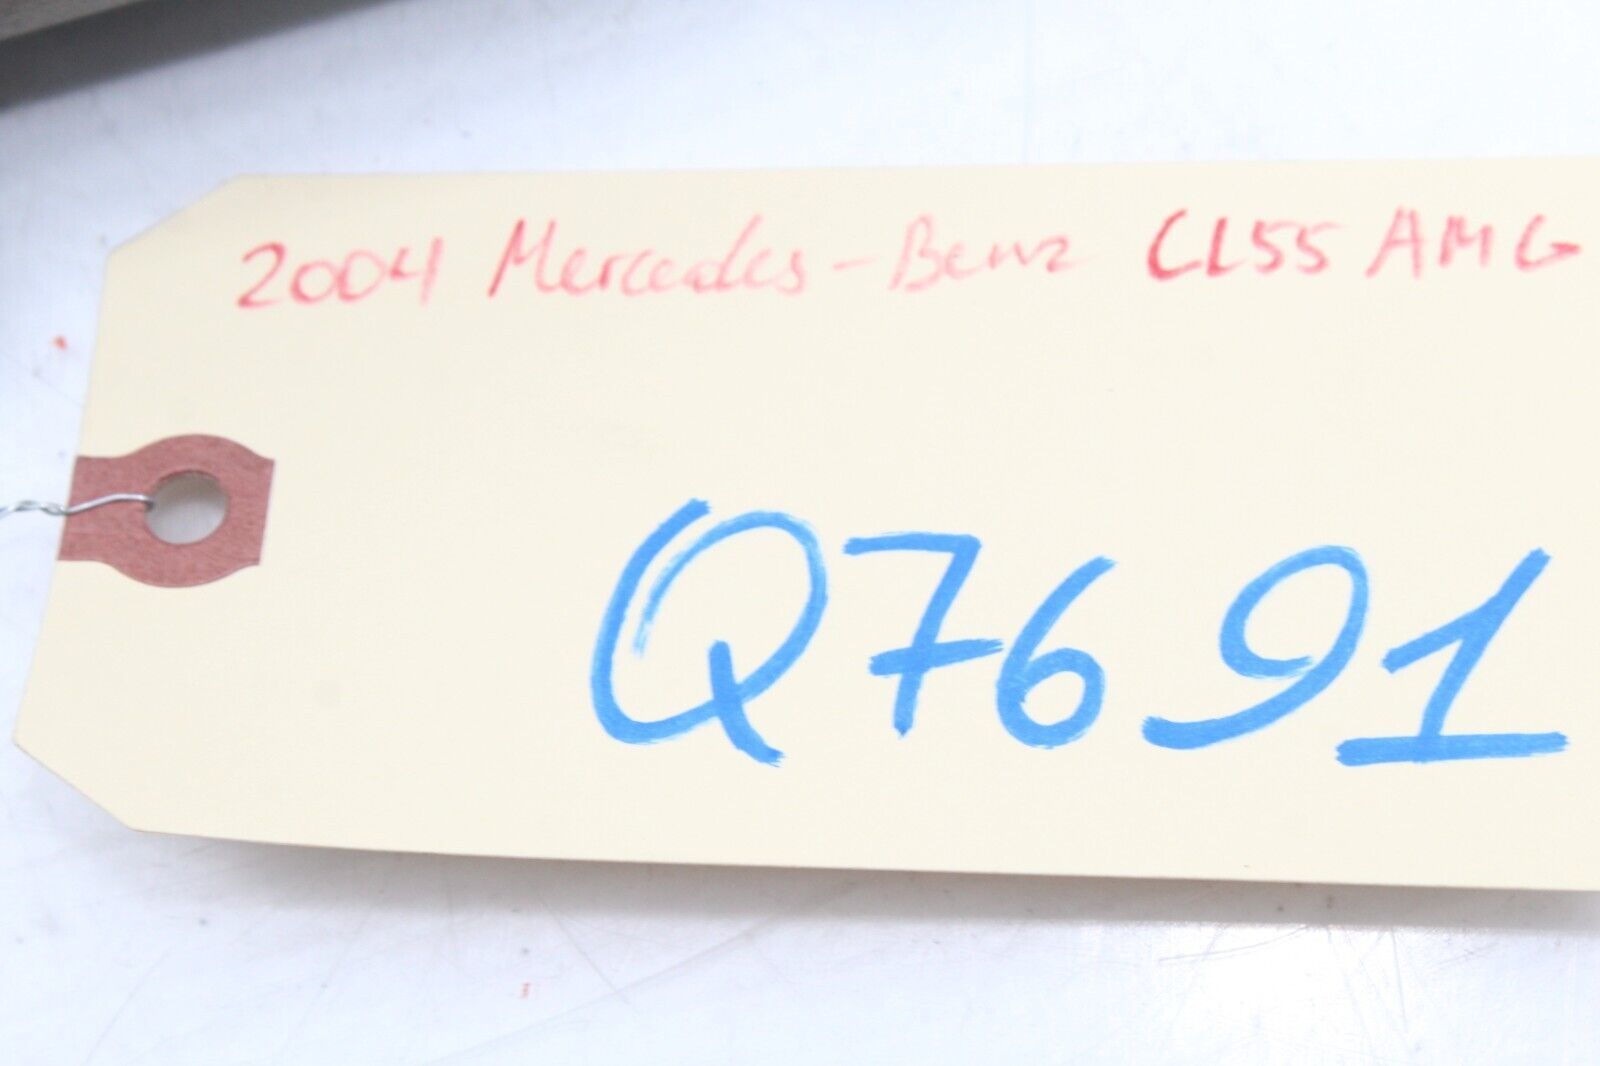 2004 Mercedes-Benz CL55 AMG
Q7691